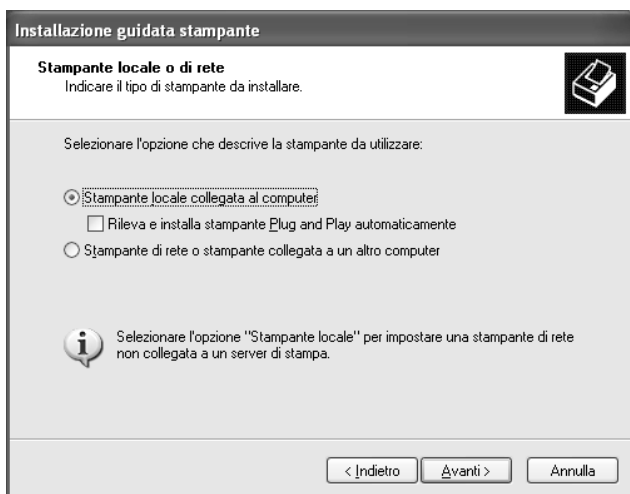 Installazione guidata stampante
Stampante locale o di rete
Indicare il tipo di stampante da installare.
Selezionare l'opzione che descrive la stampante da utilizzare:
Stampante locale collegata al computer
Rileva e installa stampante Plug and Play automaticamente
Stampante di rete o stampante collegata a un altro computer
Selezionare l'opzione "Stampante locale" per impostare una stampante di rete
non collegata a un server di stampa.
< Indietro Avanti > Annulla